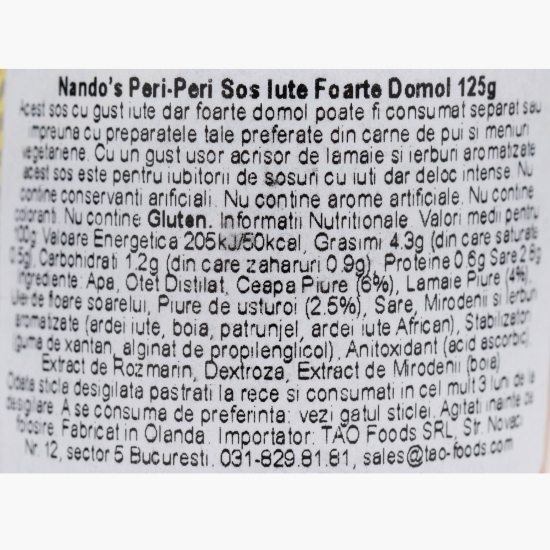 Nando's Peri-Peri Sos Iute Foarte Domol 125g
Acest sos cu gust iute dar foarte domol poate fi consumat separat sau
impreuna cu preparatele tale preferate din carne de pui si meniuri
vegetariene. Cu un gust usor acrisor de lamaie si ierburi aromatizate
acest sos este pentru iubitorii de sosuri cu iuti dar deloc intense. Nu
contine conservanti arificiali. Nu contine arome artificiale. Nu contine
coloranti. Nu contine Gluten. Informatii Nutritionale. Valori medii pentru
100g. Valoare Energetica 205kJ/50kcal, Grasimi 4.3g (din care saturate
0.5g), Carbohidrati 1.2g (din care zaharuri 0.9g), Proteine 0.6g Sare 2.6g
Ingrediente: Apa, Otet Distilat, Ceapa Piure (6%), Lamaie Piure (4%),
Ulei de floare soarelui, Piure de usturoi (2.5%), Sare, Mirodenii si Ierburi
aromatizate (ardei iute, boia, patrunjel, ardei iute African), Stabilizatori
(guma de xantan, alginat de propilenglicol), Anitoxidant (acid ascorbic),
Extract de Rozmarin, Dextroza, Extract de Mirodenii (boia)
Odata sticla desigilata pastrati la rece si consumati in cel mult 3 luni de la
desigilare. A se consuma de preferinta: vezi gatul sticlei. Agitati inainte de
folosire. Fabricat in Olanda. Importator: TAO Foods SRL, Str. Novaci
Nr. 12, sector 5 Bucuresti. 031-829.81.81, sales@tao-foods.com